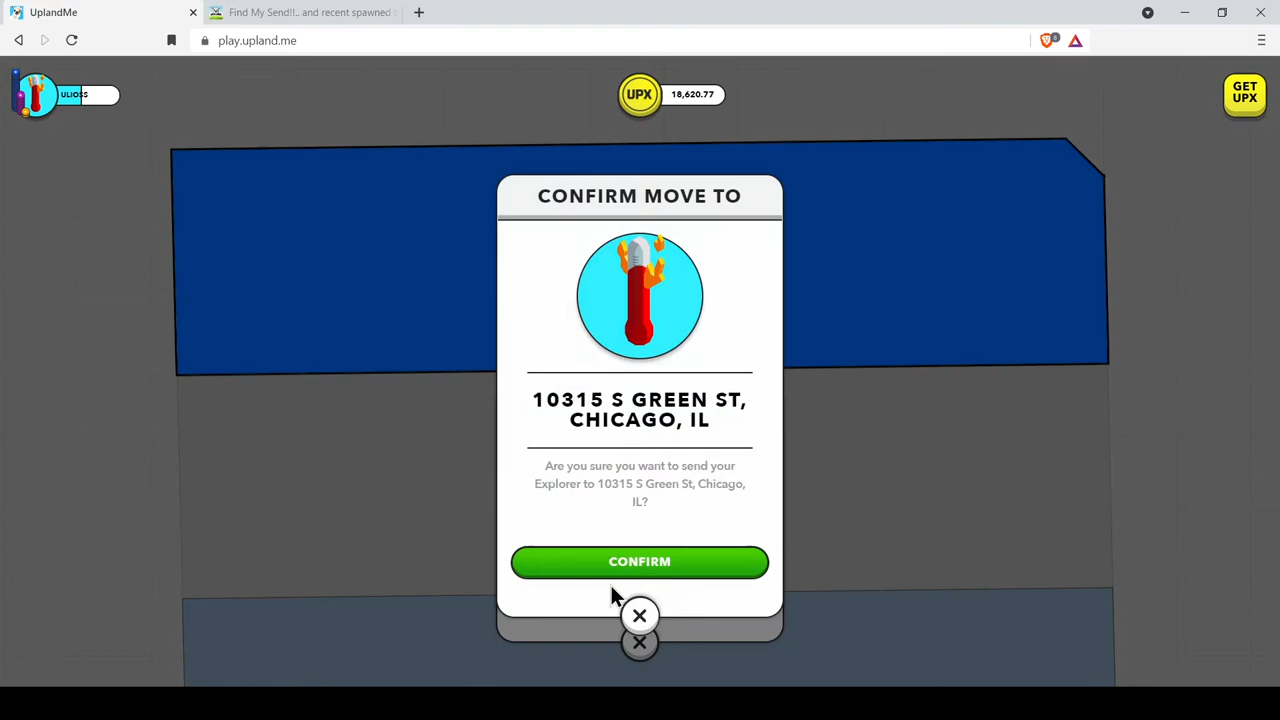 UplandMe
Find My Send!!.. and recent spawned
play.upland.me
8
ULIOSS
UPX
18,620.77
GET
UPX
CONFIRM MOVE TO
10315 S GREEN ST,
CHICAGO, IL
Are you sure you want to send your
Explorer to 10315 S Green St, Chicago,
IL?
CONFIRM